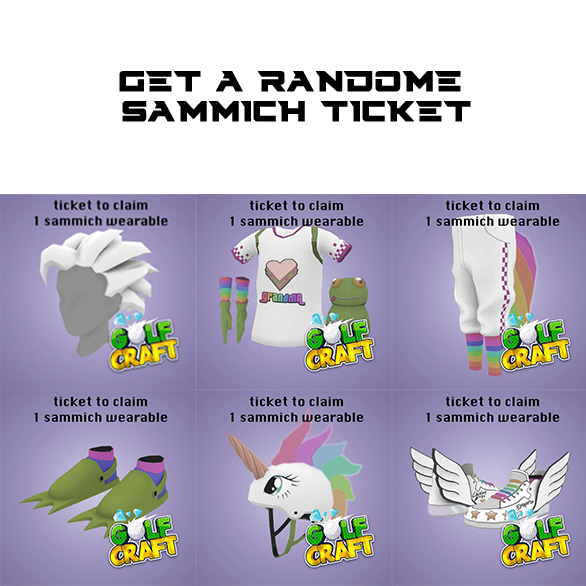 GET A RANDOME
SAMMICH TICKET
ticket to claim
1 sammich wearable
GOLF
CRAFT
ticket to claim
1 sammich wearable
grandma
GOLF
CRAFT
ticket to claim
1 sammich wearable
GOLF
CRAFT
ticket to claim
1 sammich wearable
GOLF
CRAFT
ticket to claim
1 sammich wearable
GOLF
CRAFT
ticket to claim
1 sammich wearable
GOLF
CRAFT